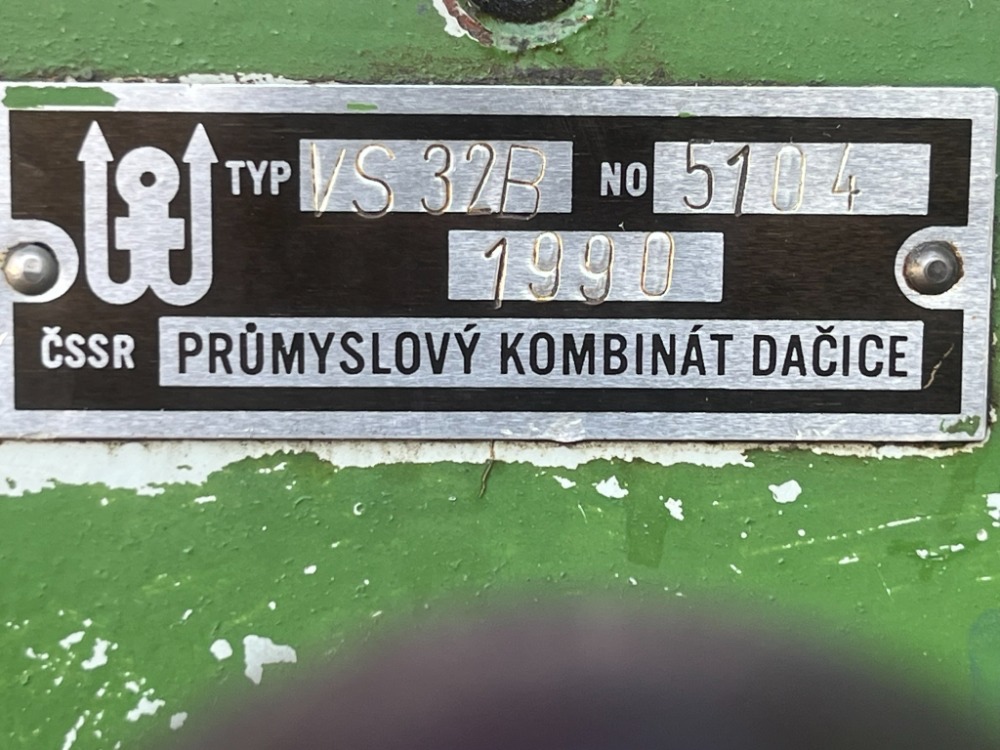 TYP VS 32B NO 5104
1990
ČSSR PRŮMYSLOVÝ KOMBINÁT DAČICE